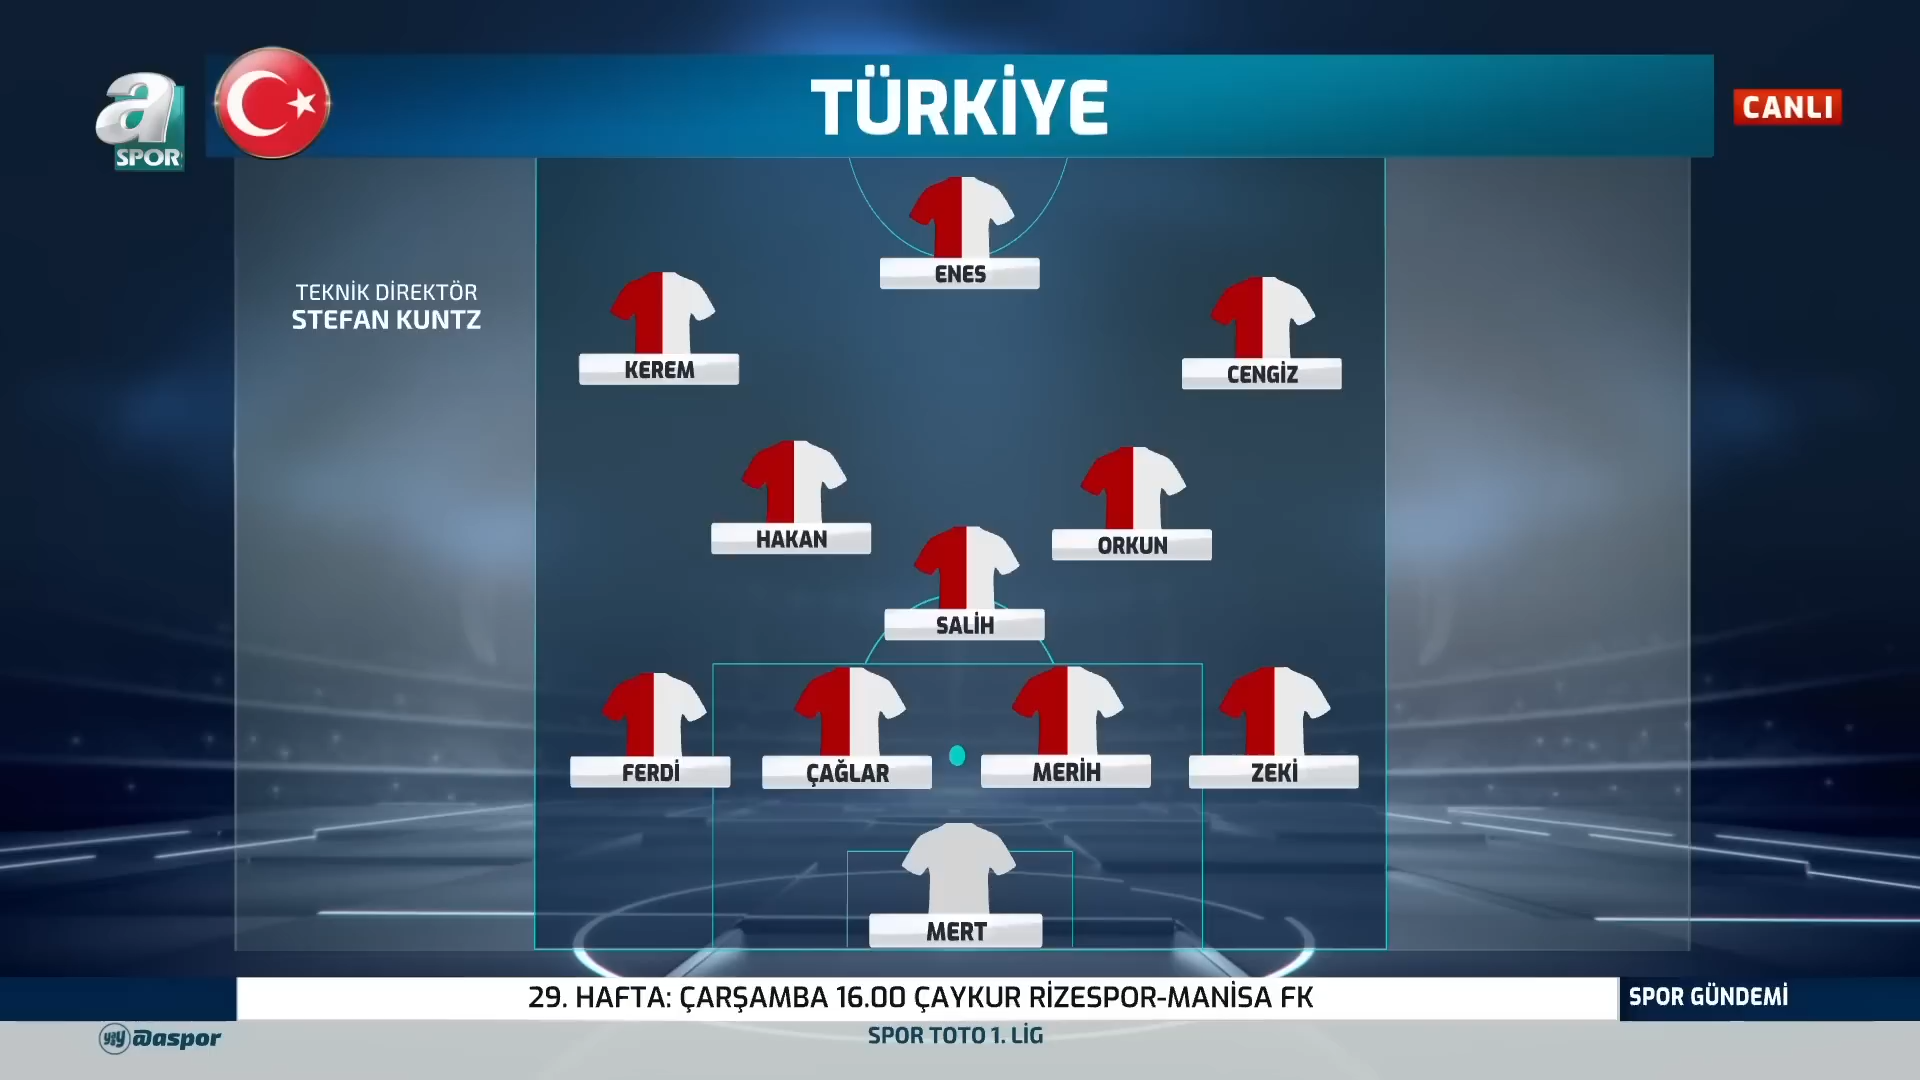 a
SPOR
TÜRKİYE
CANLI
TEKNİK DİREKTÖR
STEFAN KUNTZ
ENES
KEREM
CENGİZ
HAKAN
ORKUN
SALİH
FERDİ
ÇAĞLAR
MERİH
ZEKİ
MERT
29. HAFTA: ÇARŞAMBA 16.00 ÇAYKUR RİZESPOR-MANİSA FK
SPOR GÜNDEMİ
@aspor
SPOR TOTO 1. LİG